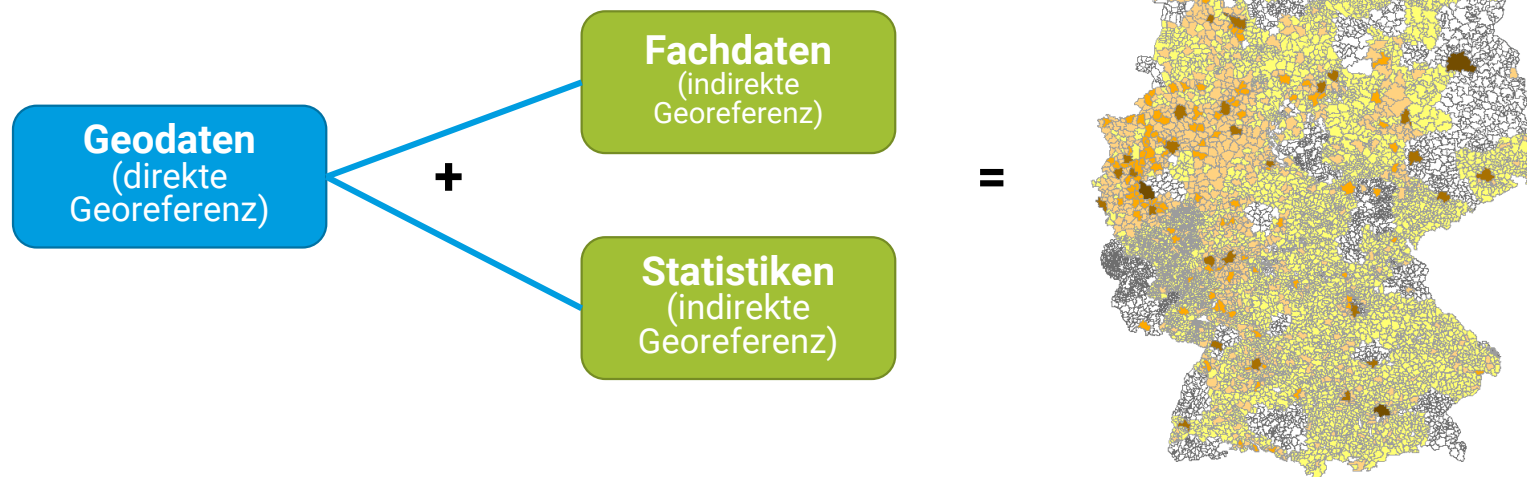 Geodaten
(direkte
Georeferenz)
+
Fachdaten
(indirekte
Georeferenz)
Statistiken
(indirekte
Georeferenz)
=